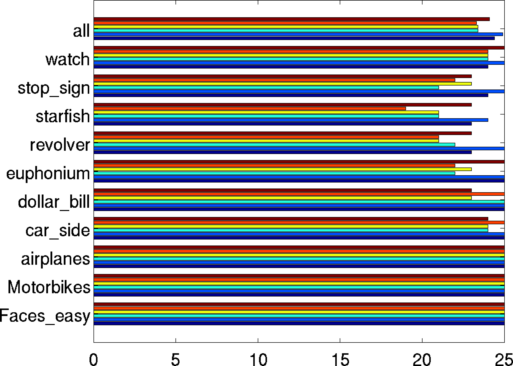 all
watch
stop_sign
starfish
revolver
euphonium
dollar_bill
car_side
airplanes
Motorbikes
Faces_easy
0 5 10 15 20 25